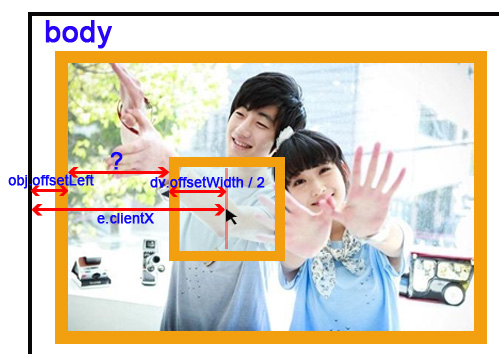 body
?
obj.offsetLeft
dv.offsetWidth / 2
e.clientX